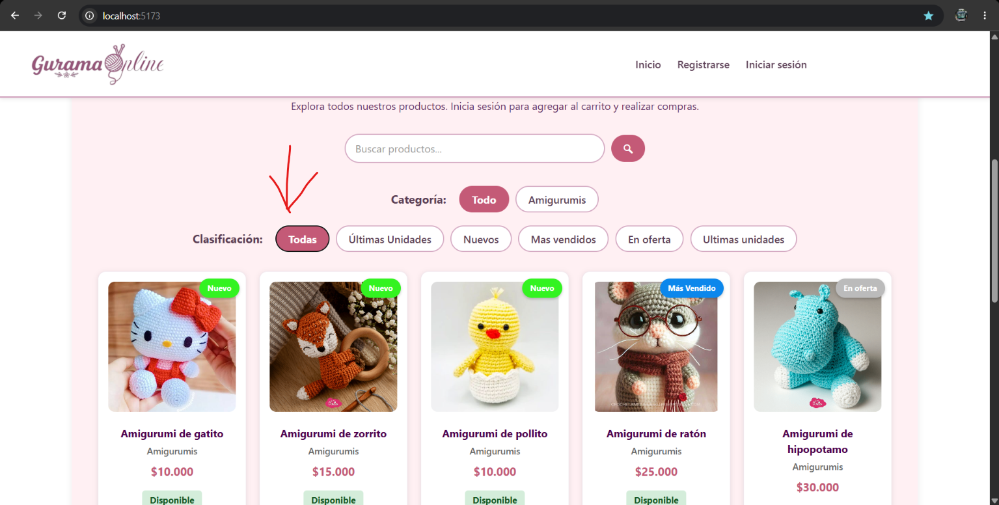 localhost:5173
Gurama Online
Inicio Registrarse Iniciar sesión
Explora todos nuestros productos. Inicia sesión para agregar al carrito y realizar compras.
Buscar productos...
Categoría: Todo Amigurumis
Clasificación: Todas Últimas Unidades Nuevos Mas vendidos En oferta Ultimas unidades
Nuevo Nuevo Nuevo Más Vendido En oferta
Amigurumi de gatito
Amigurumis
$10.000
Disponible
Amigurumi de zorrito
Amigurumis
$15.000
Disponible
Amigurumi de pollito
Amigurumis
$10.000
Disponible
Amigurumi de ratón
Amigurumis
$25.000
Disponible
Amigurumi de
hipopotamo
Amigurumis
$30.000